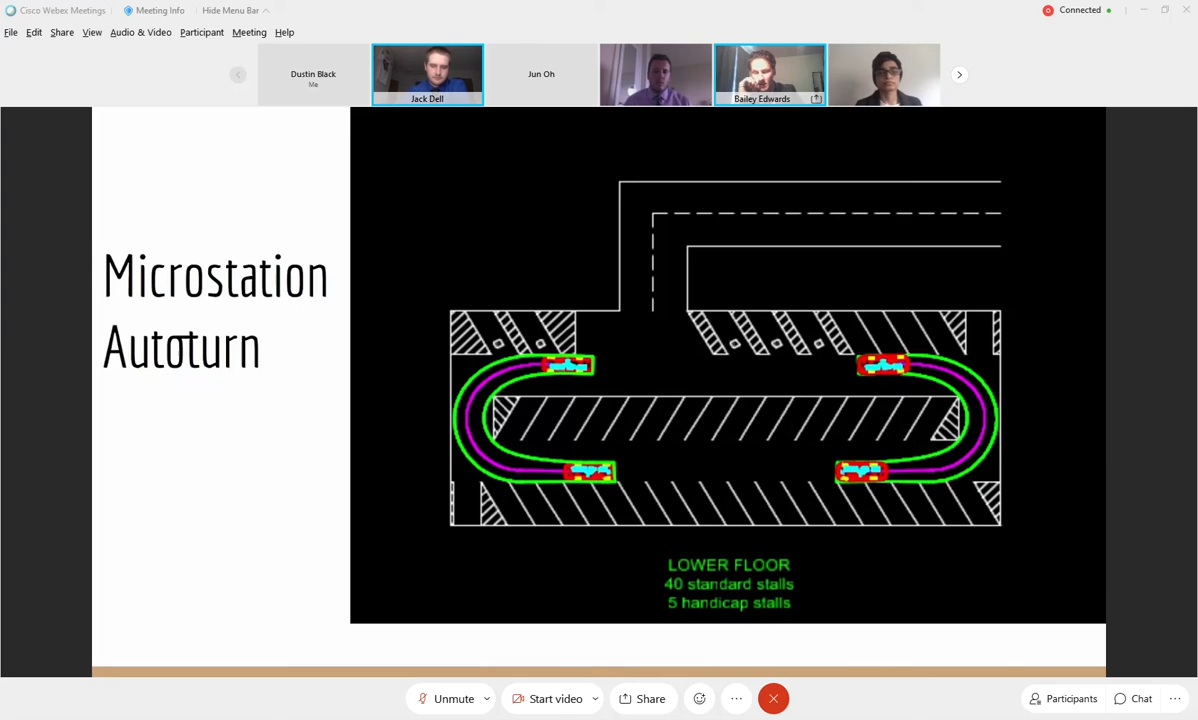 Cisco Webex Meetings Meeting Info Hide Menu Bar Connected
File Edit Share View Audio & Video Participant Meeting Help
Dustin Black
Me
Jack Dell
Jun Oh
Bailey Edwards
Microstation
Autoturn
LOWER FLOOR
40 standard stalls
5 handicap stalls
Unmute Start video Share Participants Chat